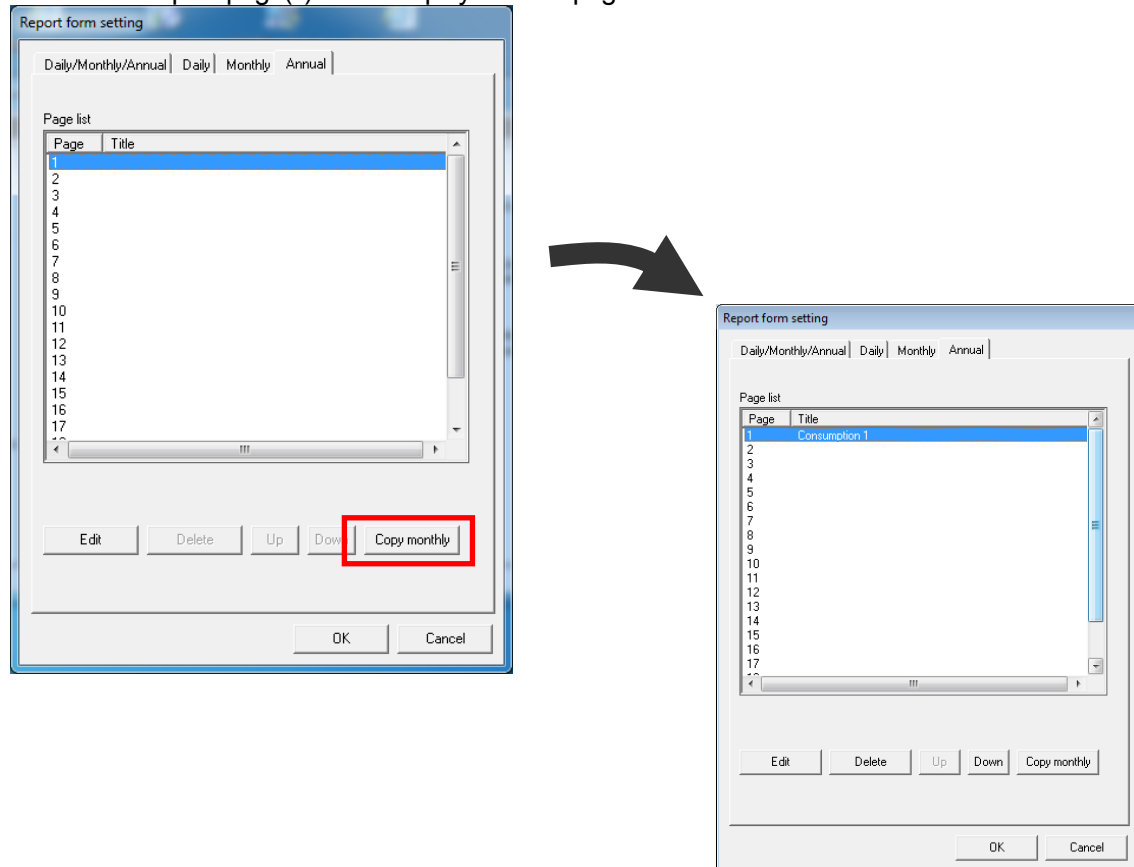 Report form setting
Daily/Monthly/Annual Daily Monthly Annual
Page list
Page Title
1
2
3
4
5
6
7
8
9
10
11
12
13
14
15
16
17
Edit Delete Up Down Copy monthly
OK Cancel
Report form setting
Daily/Monthly/Annual Daily Monthly Annual
Page list
Page Title
1 Consumption 1
2
3
4
5
6
7
8
9
10
11
12
13
14
15
16
17
Edit Delete Up Down Copy monthly
OK Cancel